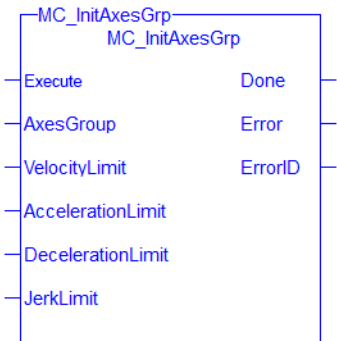 MC_InitAxesGrp
MC_InitAxesGrp
Execute Done
AxesGroup Error
VelocityLimit ErrorID
AccelerationLimit
DecelerationLimit
JerkLimit